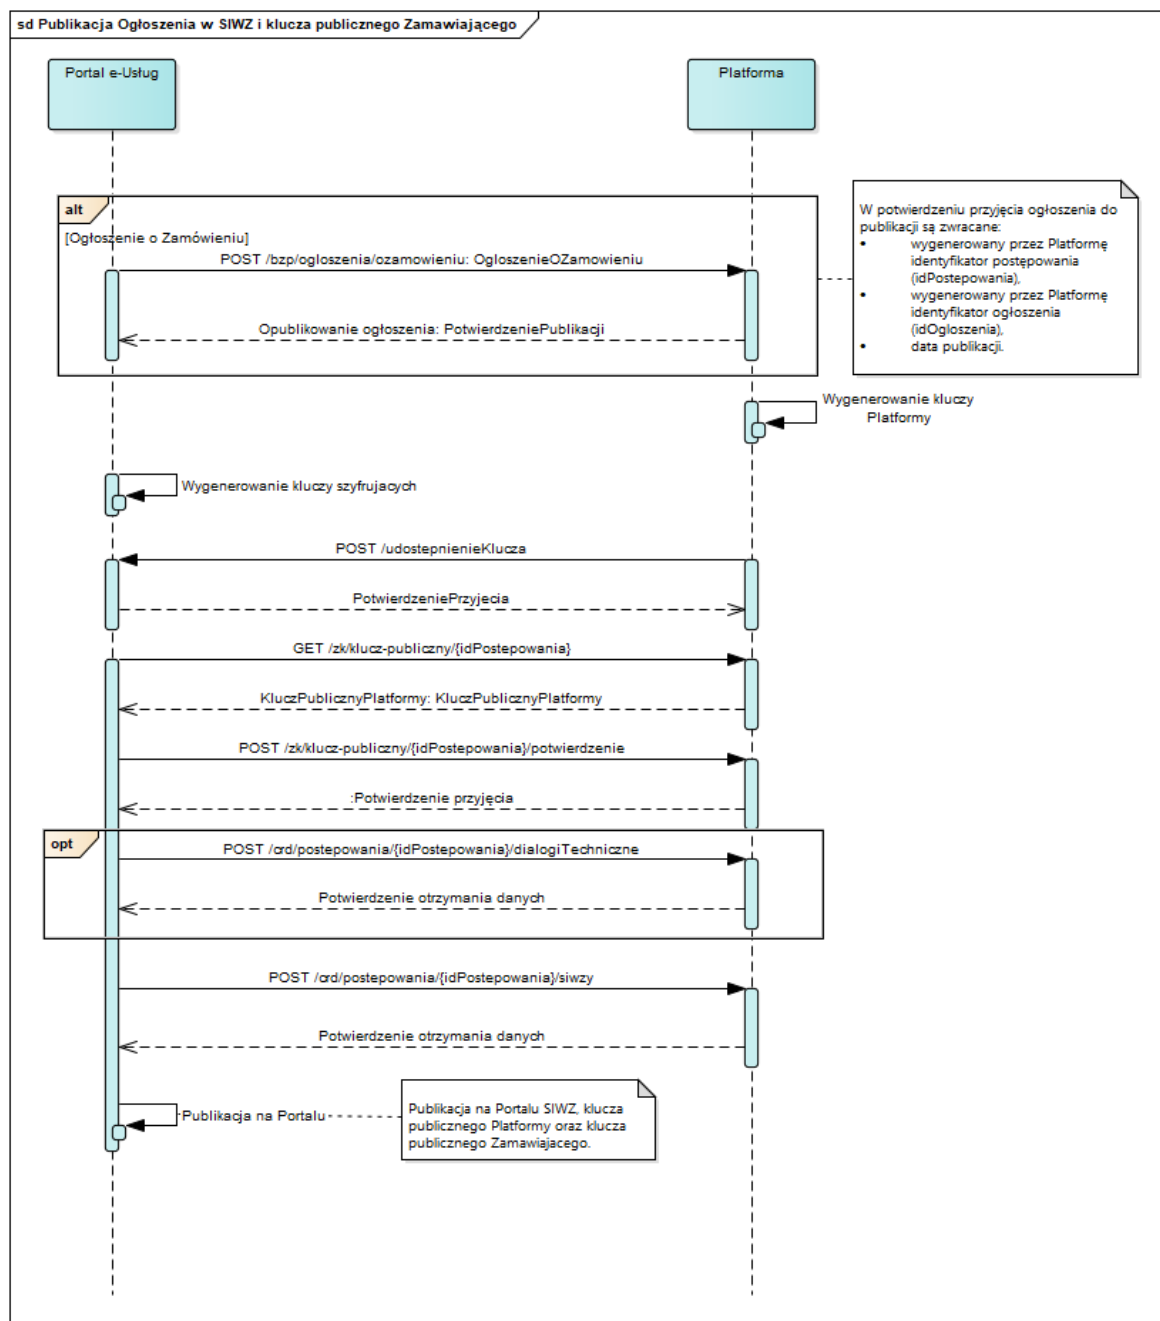 sd Publikacja Ogłoszenia w SIWZ i klucza publicznego Zamawiającego
Portal e-Usług
Platforma
alt
[Ogłoszenie o Zamówieniu]
POST /bzp/ogloszenia/ozamowieniu: OgloszenieOZamowieniu
Opublikowanie ogłoszenia: PotwierdzeniePublikacji
W potwierdzeniu przyjęcia ogłoszenia do
publikacji są zwracane:
• wygenerowany przez Platformę
identyfikator postępowania
(idPostepowania),
• wygenerowany przez Platformę
identyfikator ogłoszenia
(idOgloszenia),
• data publikacji.
Wygenerowanie kluczy
Platformy
Wygenerowanie kluczy szyfrujacych
POST /udostepnienieKlucza
PotwierdzeniePrzyjecia
GET /zk/klucz-publiczny/{idPostepowania}
KluczPublicznyPlatformy: KluczPublicznyPlatformy
POST /zk/klucz-publiczny/{idPostepowania}/potwierdzenie
:Potwierdzenie przyjęcia
opt
POST /crd/postepowania/{idPostepowania}/dialogiTechniczne
Potwierdzenie otrzymania danych
POST /crd/postepowania/{idPostepowania}/siwzy
Potwierdzenie otrzymania danych
Publikacja na Portalu
Publikacja na Portalu SIWZ, klucza
publicznego Platformy oraz klucza
publicznego Zamawiajacego.